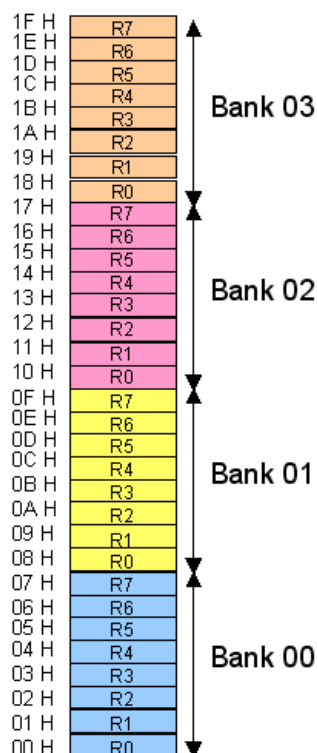 1F H R7
1E H R6
1D H R5
1C H R4
1B H R3
Bank 03
1A H R2
19 H R1
18 H R0
17 H R7
16 H R6
15 H R5
14 H R4
Bank 02
13 H R3
12 H R2
11 H R1
10 H R0
0F H R7
0E H R6
0D H R5
0C H R4
Bank 01
0B H R3
0A H R2
09 H R1
08 H R0
07 H R7
06 H R6
05 H R5
04 H R4
Bank 00
03 H R3
02 H R2
01 H R1
00 H R0